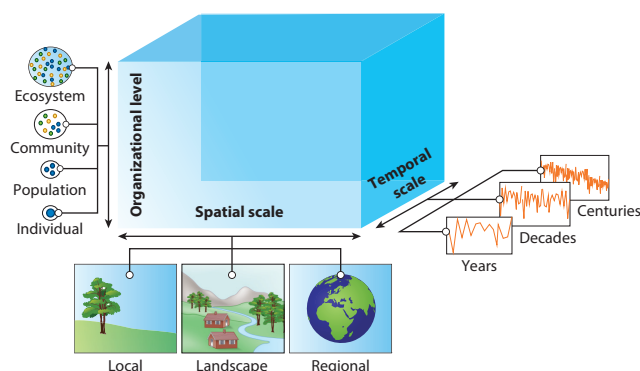 Ecosystem
Community
Population
Individual
Organizational level
Spatial scale
Temporal
scale
Centuries
Decades
Years
Local
Landscape
Regional